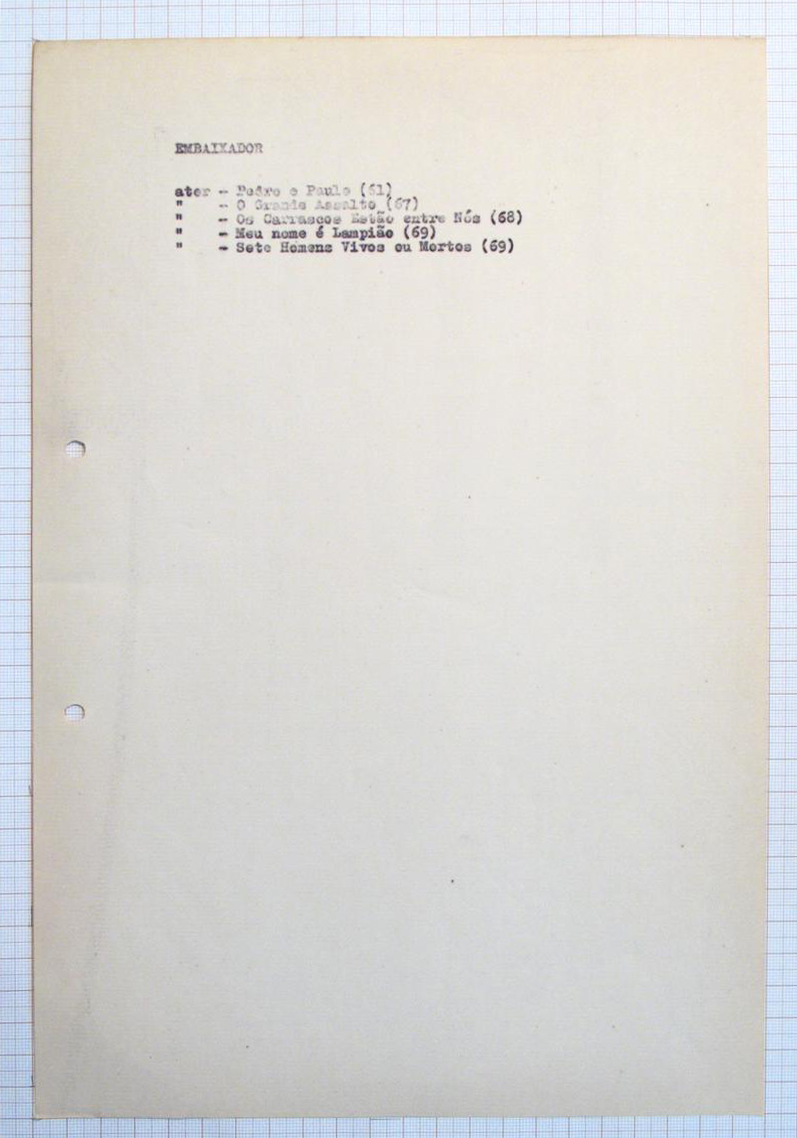 EMBAIXADOR
ator - Pedro e Paulo (61)
" - O Grande Assalto (67)
" - Os Carrascos Estão entre Nós (68)
" - Meu nome é Lampião (69)
" - Sete Homens Vivos ou Mortos (69)